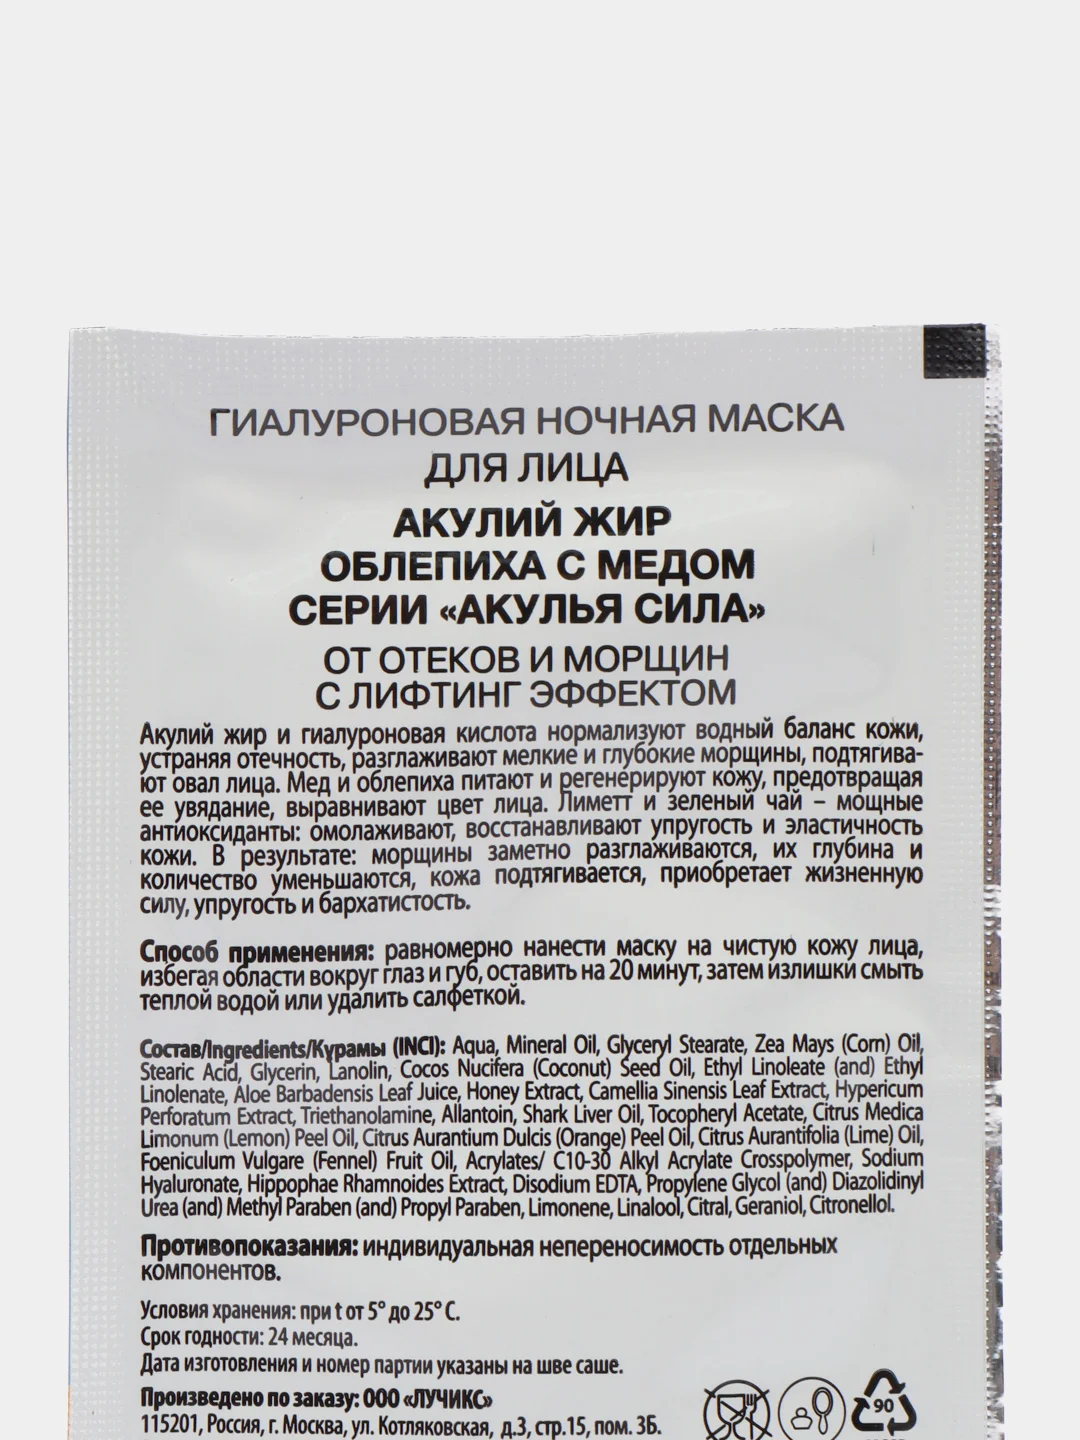 ГИАЛУРОНОВАЯ НОЧНАЯ МАСКА
ДЛЯ ЛИЦА
АКУЛИЙ ЖИР
ОБЛЕПИХА С МЕДОМ
СЕРИИ «АКУЛЬЯ СИЛА»
ОТ ОТЕКОВ И МОРЩИН
С ЛИФТИНГ ЭФФЕКТОМ
Акулий жир и гиалуроновая кислота нормализуют водный баланс кожи,
устраняя отечность, разглаживают мелкие и глубокие морщины, подтягива-
ют овал лица. Мед и облепиха питают и регенерируют кожу, предотвращая
ее увядание, выравнивают цвет лица. Лиметт и зеленый чай – мощные
антиоксиданты: омолаживают, восстанавливают упругость и эластичность
кожи. В результате: морщины заметно разглаживаются, их глубина и
количество уменьшаются, кожа подтягивается, приобретает жизненную
силу, упругость и бархатистость.
Способ применения: равномерно нанести маску на чистую кожу лица,
избегая области вокруг глаз и губ, оставить на 20 минут, затем излишки смыть
теплой водой или удалить салфеткой.
Состав/Ingredients/Курамы (INCI): Aqua, Mineral Oil, Glyceryl Stearate, Zea Mays (Corn) Oil,
Stearic Acid, Glycerin, Lanolin, Cocos Nucifera (Coconut) Seed Oil, Ethyl Linoleate (and) Ethyl
Linolenate, Aloe Barbadensis Leaf Juice, Honey Extract, Camellia Sinensis Leaf Extract, Hypericum
Perforatum Extract, Triethanolamine, Allantoin, Shark Liver Oil, Tocopheryl Acetate, Citrus Medica
Limonum (Lemon) Peel Oil, Citrus Aurantium Dulcis (Orange) Peel Oil, Citrus Aurantifolia (Lime) Oil,
Foeniculum Vulgare (Fennel) Fruit Oil, Acrylates/ C10-30 Alkyl Acrylate Crosspolymer, Sodium
Hyaluronate, Hippophae Rhamnoides Extract, Disodium EDTA, Propylene Glycol (and) Diazolidinyl
Urea (and) Methyl Paraben (and) Propyl Paraben, Limonene, Linalool, Citral, Geraniol, Citronellol.
Противопоказания: индивидуальная непереносимость отдельных
компонентов.
Условия хранения: при t от 5° до 25° С.
Срок годности: 24 месяца.
Дата изготовления и номер партии указаны на шве саше.
Произведено по заказу: ООО «ЛУЧИКС»
115201, Россия, г. Москва, ул. Котляковская, д.3, стр.15, пом. 3Б.
90